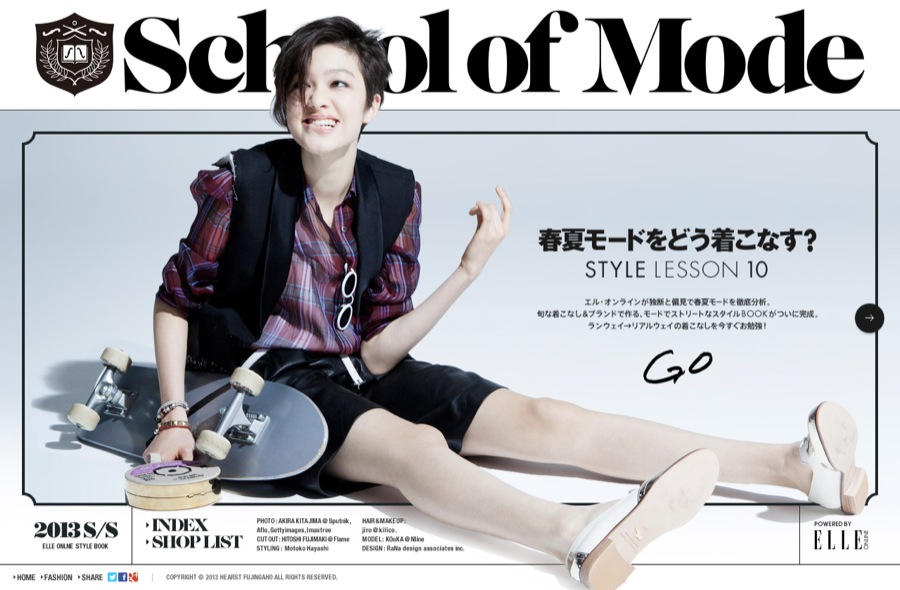 School of Mode
春夏モードをどう着こなす?
STYLE LESSON 10
エル・オンラインが独断と偏見で春夏モードを徹底分析。
旬な着こなし&ブランドで作る、モードでストリートなスタイルBOOKがついに完成。
ランウェイ→リアルウェイの着こなしを今すぐお勉強!
GO
2013 S/S
ELLE ONLNE STYLE BOOK
INDEX
SHOP LIST
PHOTO : AKIRA KITAJIMA @ Sputnik,
Aflo, Gettyimages, Imaxtree
CUT OUT : HITOSHI FUJIMAKI @ Flame
STYLING : Motoko Hayashi
HAIR & MAKEUP :
jiro @ kilico.
MODEL : KOuKA @ Nline
DESIGN : RaNa design associates inc.
POWERED BY
ELLE ONLINE
HOME FASHION SHARE
COPYRIGHT © 2013 HEARST FUJINGAHO ALL RIGHTS RESERVED.